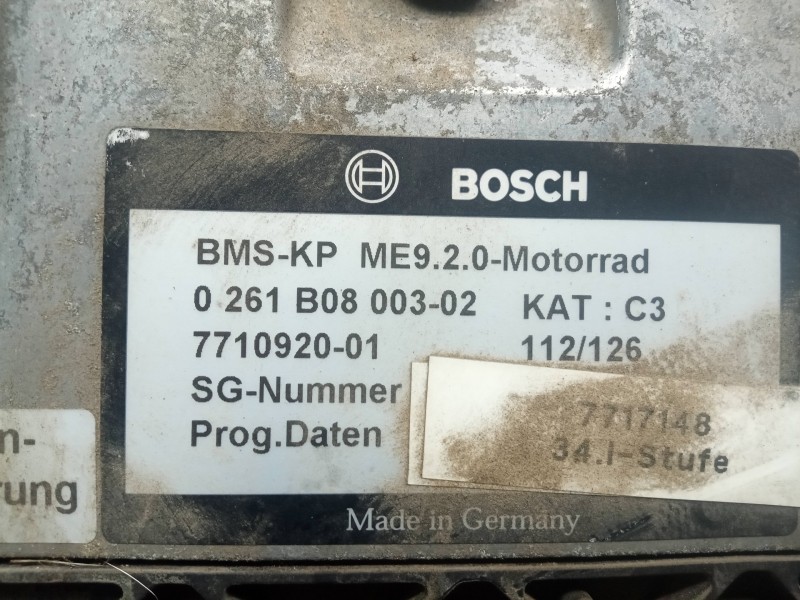 BOSCH
BMS-KP ME9.2.0-Motorrad
0 261 B08 003-02 KAT : C3
7710920-01 112/126
SG-Nummer 7717148
Prog.Daten 34.I-Stufe
n-
rung
Made in Germany